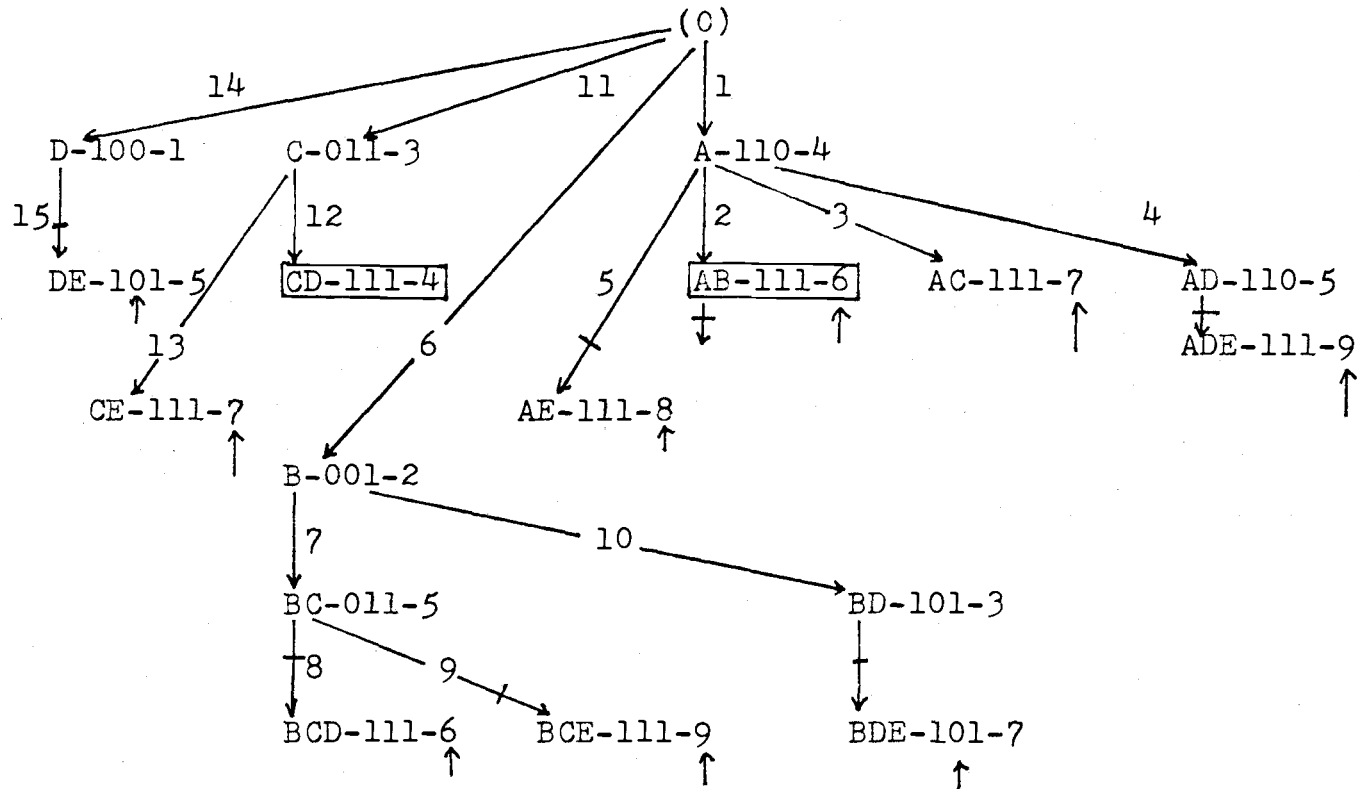 (0)
14 11 1
D-100-1 C-011-3 A-110-4
15 12 2 3 4
DE-101-5 CD-111-4 5 AB-111-6 AC-111-7 AD-110-5
13 6 ADE-111-9
CE-111-7 AE-111-8
B-001-2
7 10
BC-011-5 BD-101-3
8 9
BCD-111-6 BCE-111-9 BDE-101-7